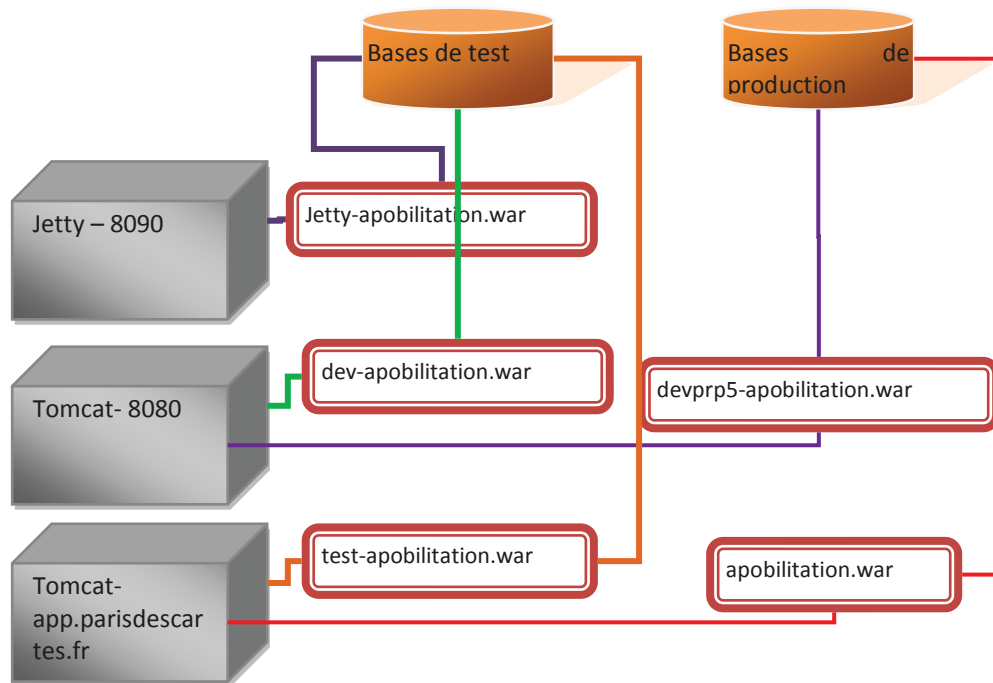 Bases de test
Bases de
production
Jetty – 8090
Jetty-apobilitation.war
Tomcat- 8080
dev-apobilitation.war
devprp5-apobilitation.war
Tomcat-
app.parisdescar
tes.fr
test-apobilitation.war
apobilitation.war